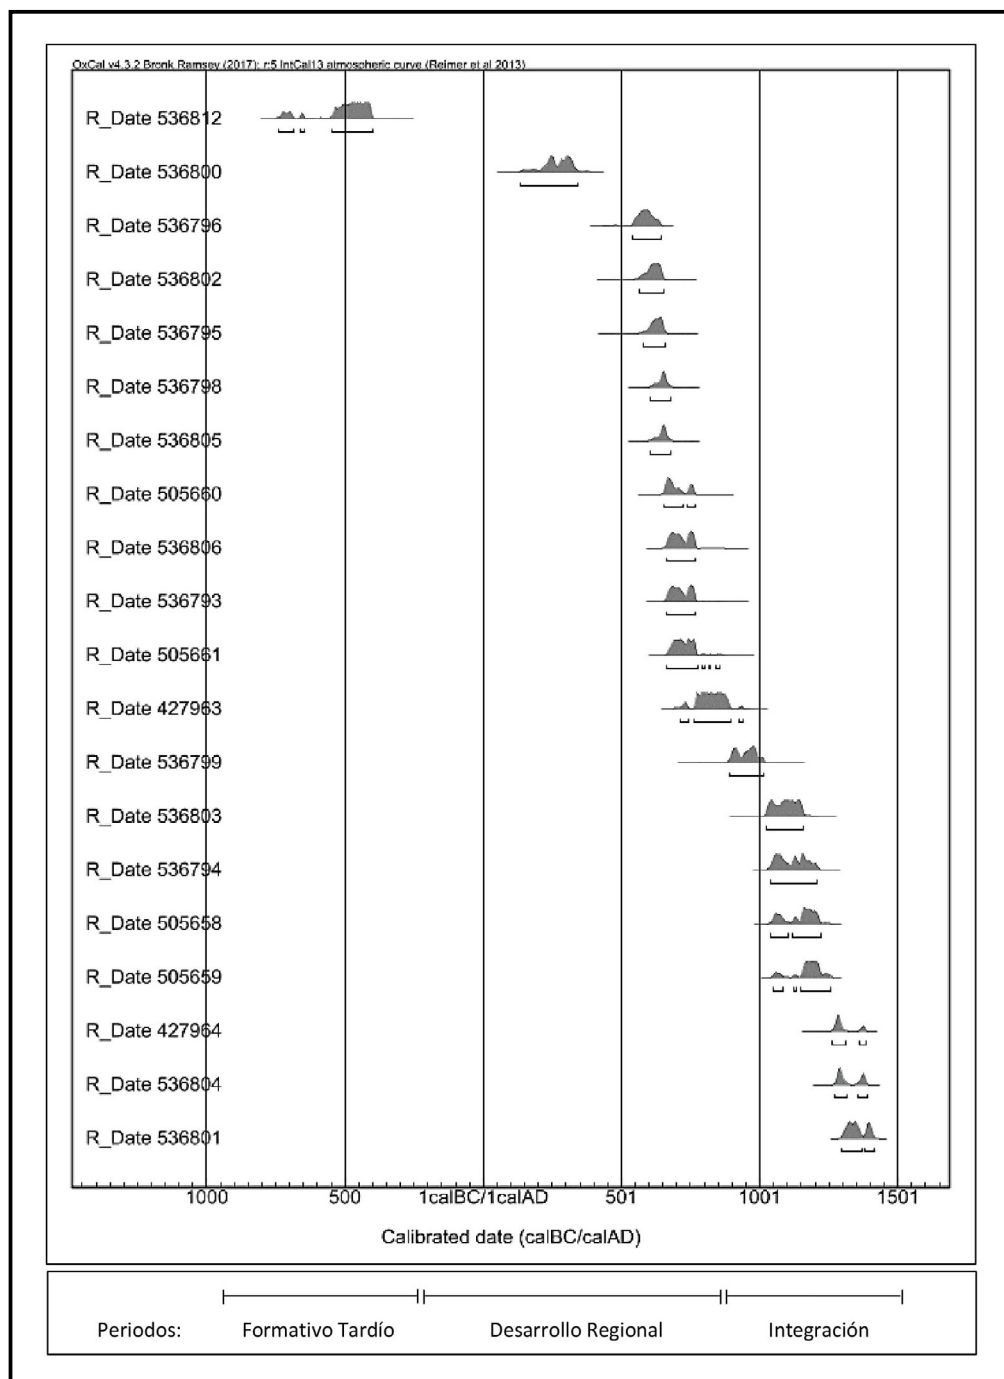 OxCal v4.3.2 Bronk Ramsey (2017); r:5 IntCal13 atmospheric curve (Reimer et al 2013)
R_Date 536812
R_Date 536800
R_Date 536796
R_Date 536802
R_Date 536795
R_Date 536798
R_Date 536805
R_Date 505660
R_Date 536806
R_Date 536793
R_Date 505661
R_Date 427963
R_Date 536799
R_Date 536803
R_Date 536794
R_Date 505658
R_Date 505659
R_Date 427964
R_Date 536804
R_Date 536801
1000 500 1calBC/1calAD 501 1001 1501
Calibrated date (calBC/calAD)
Periodos: Formativo Tardío Desarrollo Regional Integración